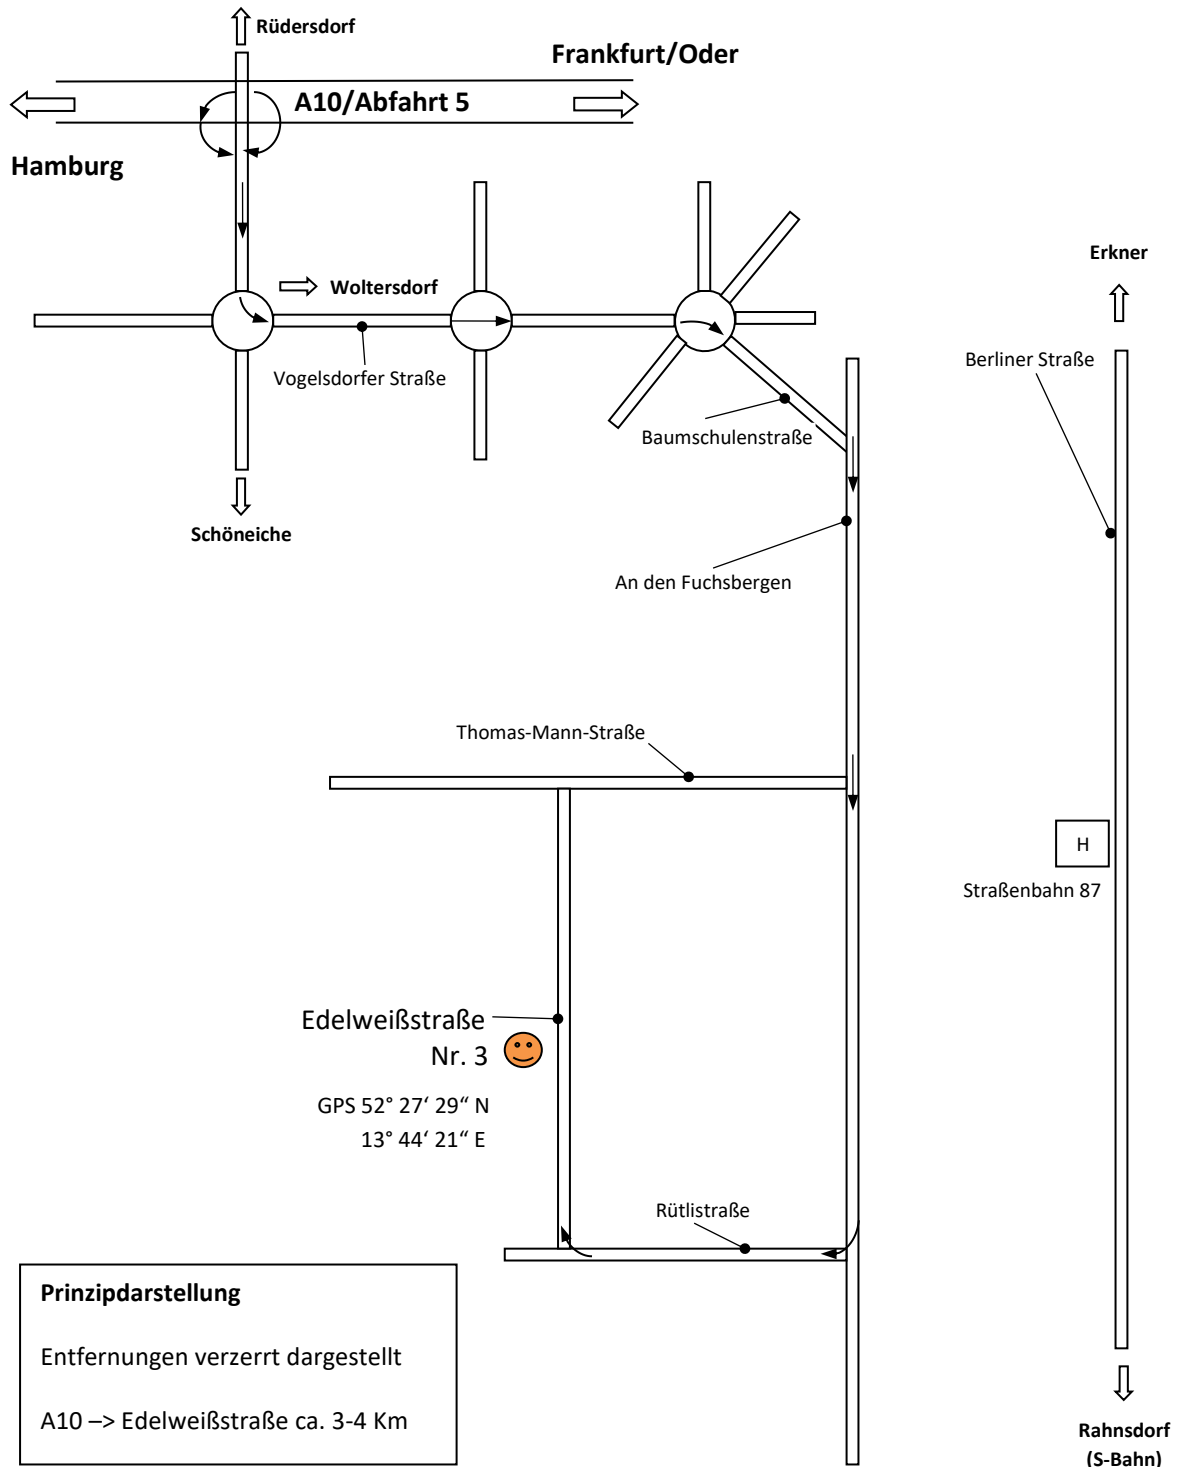 Rüdersdorf
Frankfurt/Oder
A10/Abfahrt 5
Hamburg
Woltersdorf
Erkner
Vogelsdorfer Straße
Berliner Straße
Baumschulenstraße
Schöneiche
An den Fuchsbergen
Thomas-Mann-Straße
H
Straßenbahn 87
Edelweißstraße
Nr. 3
GPS 52° 27‘ 29“ N
13° 44‘ 21“ E
Rütlistraße
Prinzipdarstellung
Entfernungen verzerrt dargestellt
A10 –> Edelweißstraße ca. 3-4 Km
Rahnsdorf
(S-Bahn)